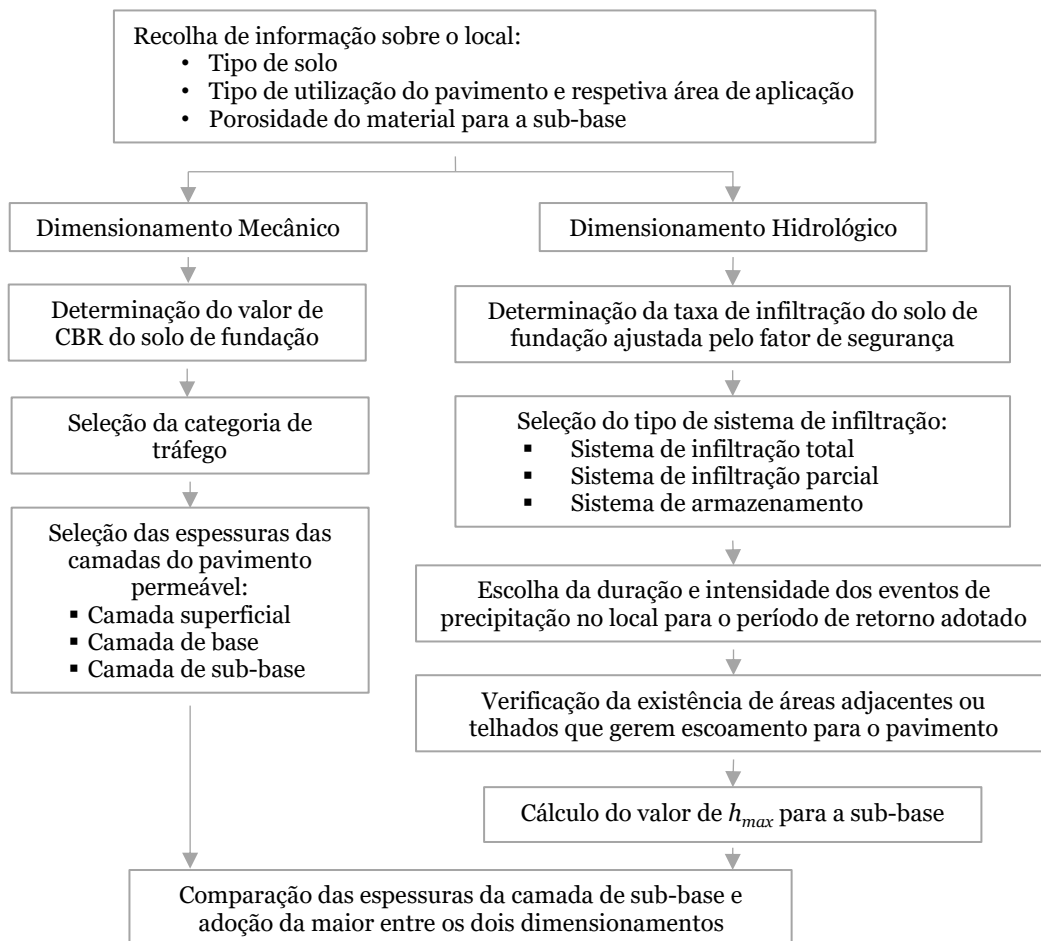 Recolha de informação sobre o local:
• Tipo de solo
• Tipo de utilização do pavimento e respetiva área de aplicação
• Porosidade do material para a sub-base
Dimensionamento Mecânico
Determinação do valor de
CBR do solo de fundação
Seleção da categoria de
tráfego
Seleção das espessuras das
camadas do pavimento
permeável:
▪ Camada superficial
▪ Camada de base
▪ Camada de sub-base
Dimensionamento Hidrológico
Determinação da taxa de infiltração do solo de
fundação ajustada pelo fator de segurança
Seleção do tipo de sistema de infiltração:
▪ Sistema de infiltração total
▪ Sistema de infiltração parcial
▪ Sistema de armazenamento
Escolha da duração e intensidade dos eventos de
precipitação no local para o período de retorno adotado
Verificação da existência de áreas adjacentes ou
telhados que gerem escoamento para o pavimento
Cálculo do valor de hmax para a sub-base
Comparação das espessuras da camada de sub-base e
adoção da maior entre os dois dimensionamentos